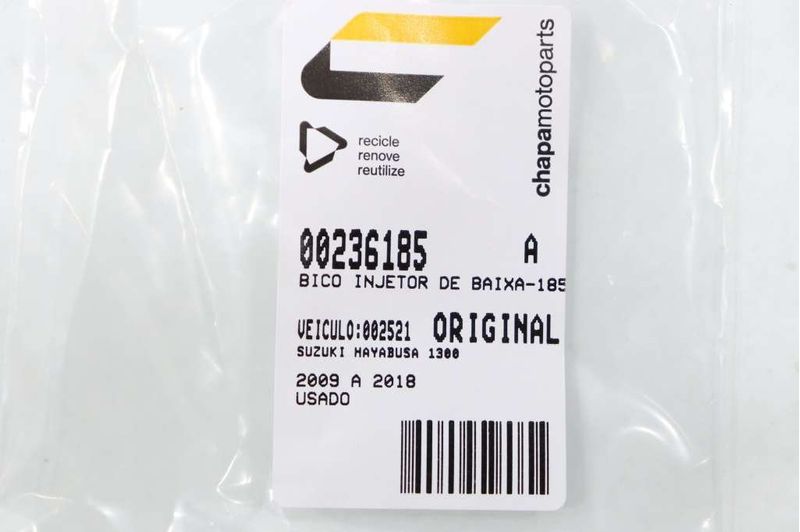 chapamotoparts
recicle
renove
reutilize
00236185 A
BICO INJETOR DE BAIXA-185
VEICULO:002521 ORIGINAL
SUZUKI HAYABUSA 1300
2009 A 2018
USADO